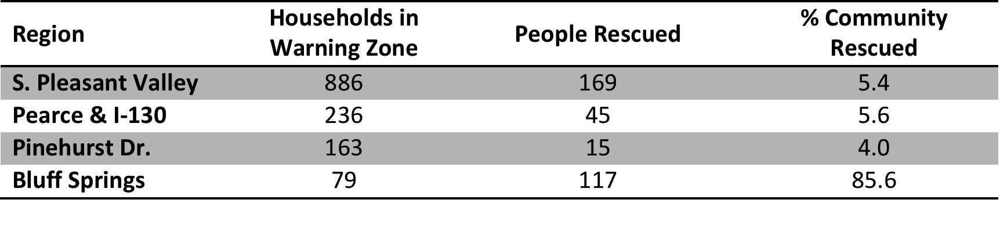 Region Households in Warning Zone People Rescued % Community Rescued
S. Pleasant Valley 886 169 5.4
Pearce & I-130 236 45 5.6
Pinehurst Dr. 163 15 4.0
Bluff Springs 79 117 85.6